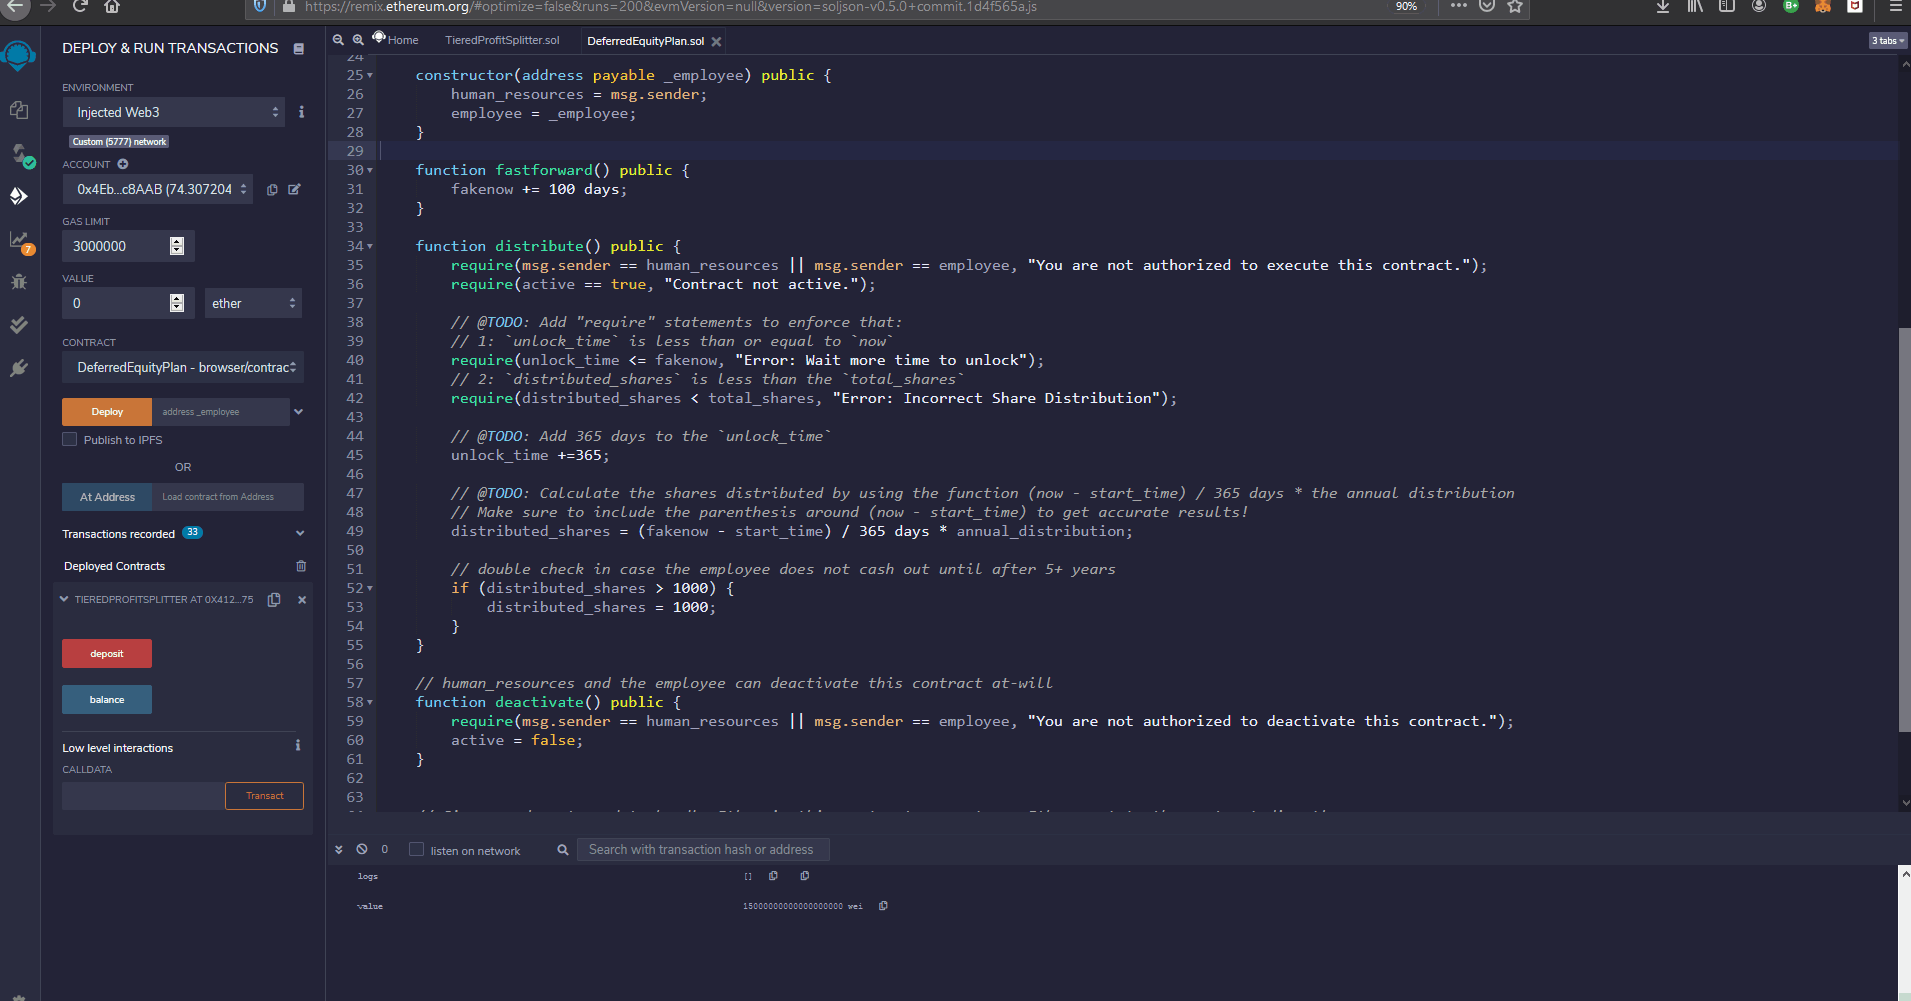 https://remix.ethereum.org/#optimize=false&runs=200&evmVersion=null&version=soljson-v0.5.0+commit.1d4f565a.js
90%
DEPLOY & RUN TRANSACTIONS
ENVIRONMENT
Injected Web3
i
Custom (5777) network
ACCOUNT
0x4Eb...c8AAB (74.307204
GAS LIMIT
3000000
VALUE
0
ether
CONTRACT
DeferredEquityPlan - browser/contrac
Deploy
address _employee
Publish to IPFS
OR
At Address
Load contract from Address
Transactions recorded 33
Deployed Contracts
TIEREDPROFITSPLITTER AT 0X412...75
deposit
balance
Low level interactions
i
CALLDATA
Transact
7
Home
TieredProfitSplitter.sol
DeferredEquityPlan.sol
3 tabs
24
25 constructor(address payable _employee) public {
26 human_resources = msg.sender;
27 employee = _employee;
28 }
29
30 function fastforward() public {
31 fakenow += 100 days;
32 }
33
34 function distribute() public {
35 require(msg.sender == human_resources || msg.sender == employee, "You are not authorized to execute this contract.");
36 require(active == true, "Contract not active.");
37
38 // @TODO: Add "require" statements to enforce that:
39 // 1: `unlock_time` is less than or equal to `now`
40 require(unlock_time <= fakenow, "Error: Wait more time to unlock");
41 // 2: `distributed_shares` is less than the `total_shares`
42 require(distributed_shares < total_shares, "Error: Incorrect Share Distribution");
43
44 // @TODO: Add 365 days to the `unlock_time`
45 unlock_time +=365;
46
47 // @TODO: Calculate the shares distributed by using the function (now - start_time) / 365 days * the annual distribution
48 // Make sure to include the parenthesis around (now - start_time) to get accurate results!
49 distributed_shares = (fakenow - start_time) / 365 days * annual_distribution;
50
51 // double check in case the employee does not cash out until after 5+ years
52 if (distributed_shares > 1000) {
53 distributed_shares = 1000;
54 }
55 }
56
57 // human_resources and the employee can deactivate this contract at-will
58 function deactivate() public {
59 require(msg.sender == human_resources || msg.sender == employee, "You are not authorized to deactivate this contract.");
60 active = false;
61 }
62
63
0
listen on network
Search with transaction hash or address
logs
[]
value
15000000000000000000 wei